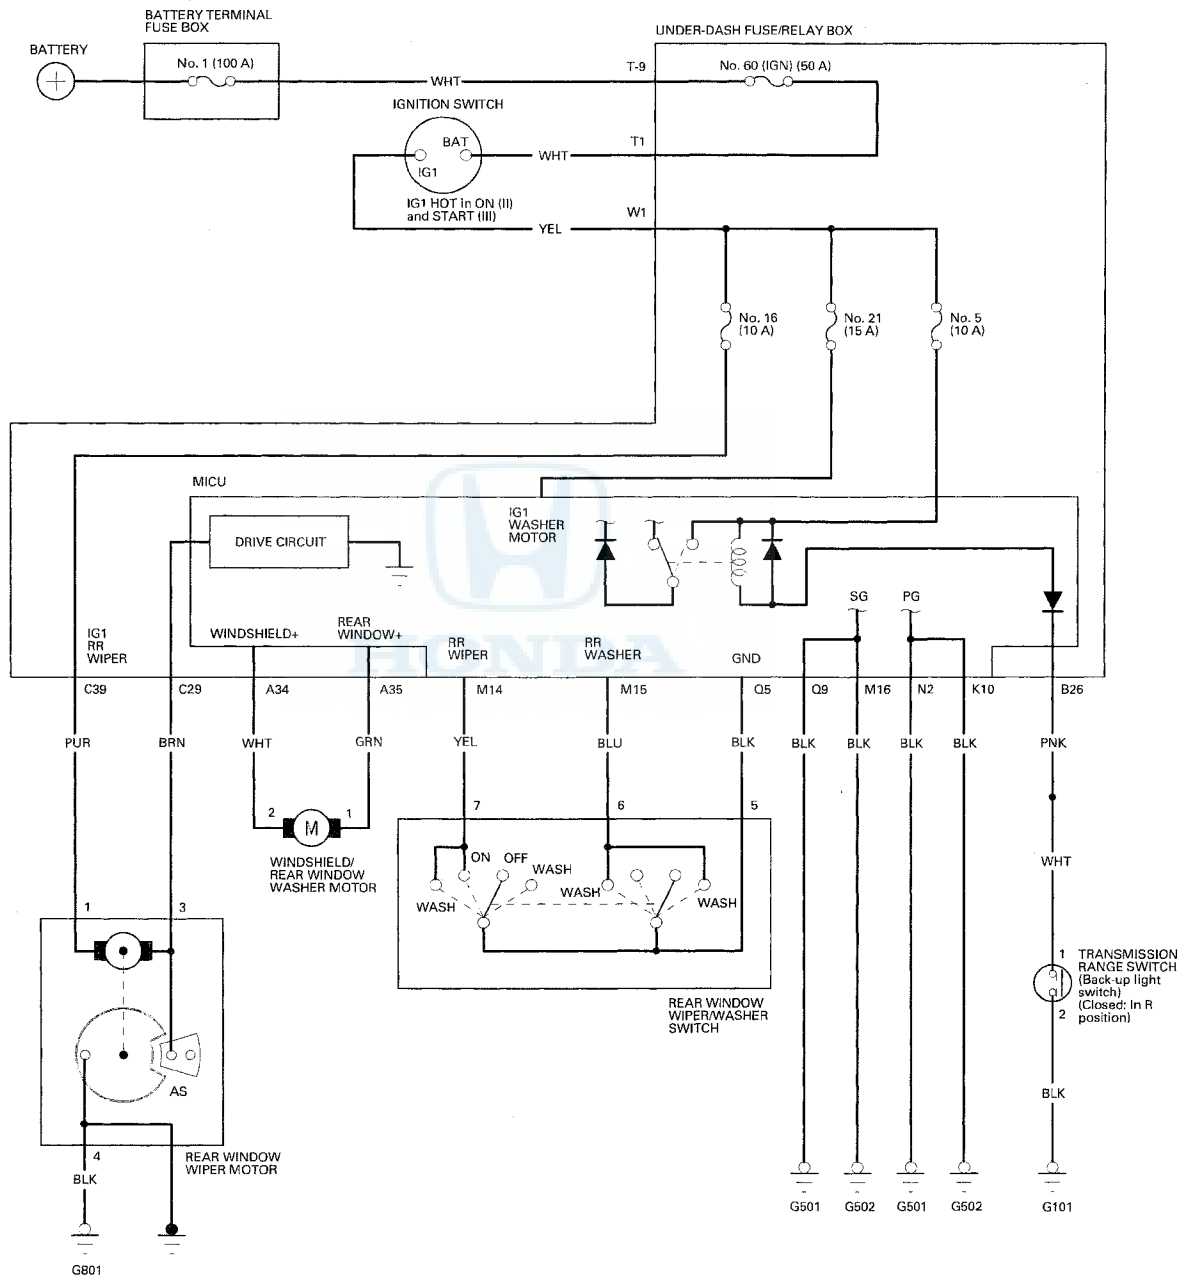 BATTERY TERMINAL
FUSE BOX
UNDER-DASH FUSE/RELAY BOX
BATTERY
No. 1 (100 A)
T-9
No. 60 (IGN) (50 A)
WHT
IGNITION SWITCH
BAT
T1
WHT
IG1
IG1 HOT in ON (II)
and START (III)
W1
YEL
No. 16
(10 A)
No. 21
(15 A)
No. 5
(10 A)
MICU
IG1
WASHER
MOTOR
DRIVE CIRCUIT
SG
PG
IG1
RR
WIPER
WINDSHIELD+
REAR
WINDOW+
RR
WIPER
RR
WASHER
GND
HONDA
C39
C29
A34
A35
M14
M15
Q5
Q9
M16
N2
K10
B26
PUR
BRN
WHT
GRN
YEL
BLU
BLK
BLK
BLK
BLK
BLK
PNK
2
M
1
7
6
5
WINDSHIELD/
REAR WINDOW
WASHER MOTOR
ON
OFF
WASH
WASH
WASH
WASH
WHT
REAR WINDOW
WIPER/WASHER
SWITCH
1
3
AS
1
2
TRANSMISSION
RANGE SWITCH
(Back-up light
switch)
(Closed: In R
position)
BLK
4
REAR WINDOW
WIPER MOTOR
BLK
G801
G501
G502
G501
G502
G101